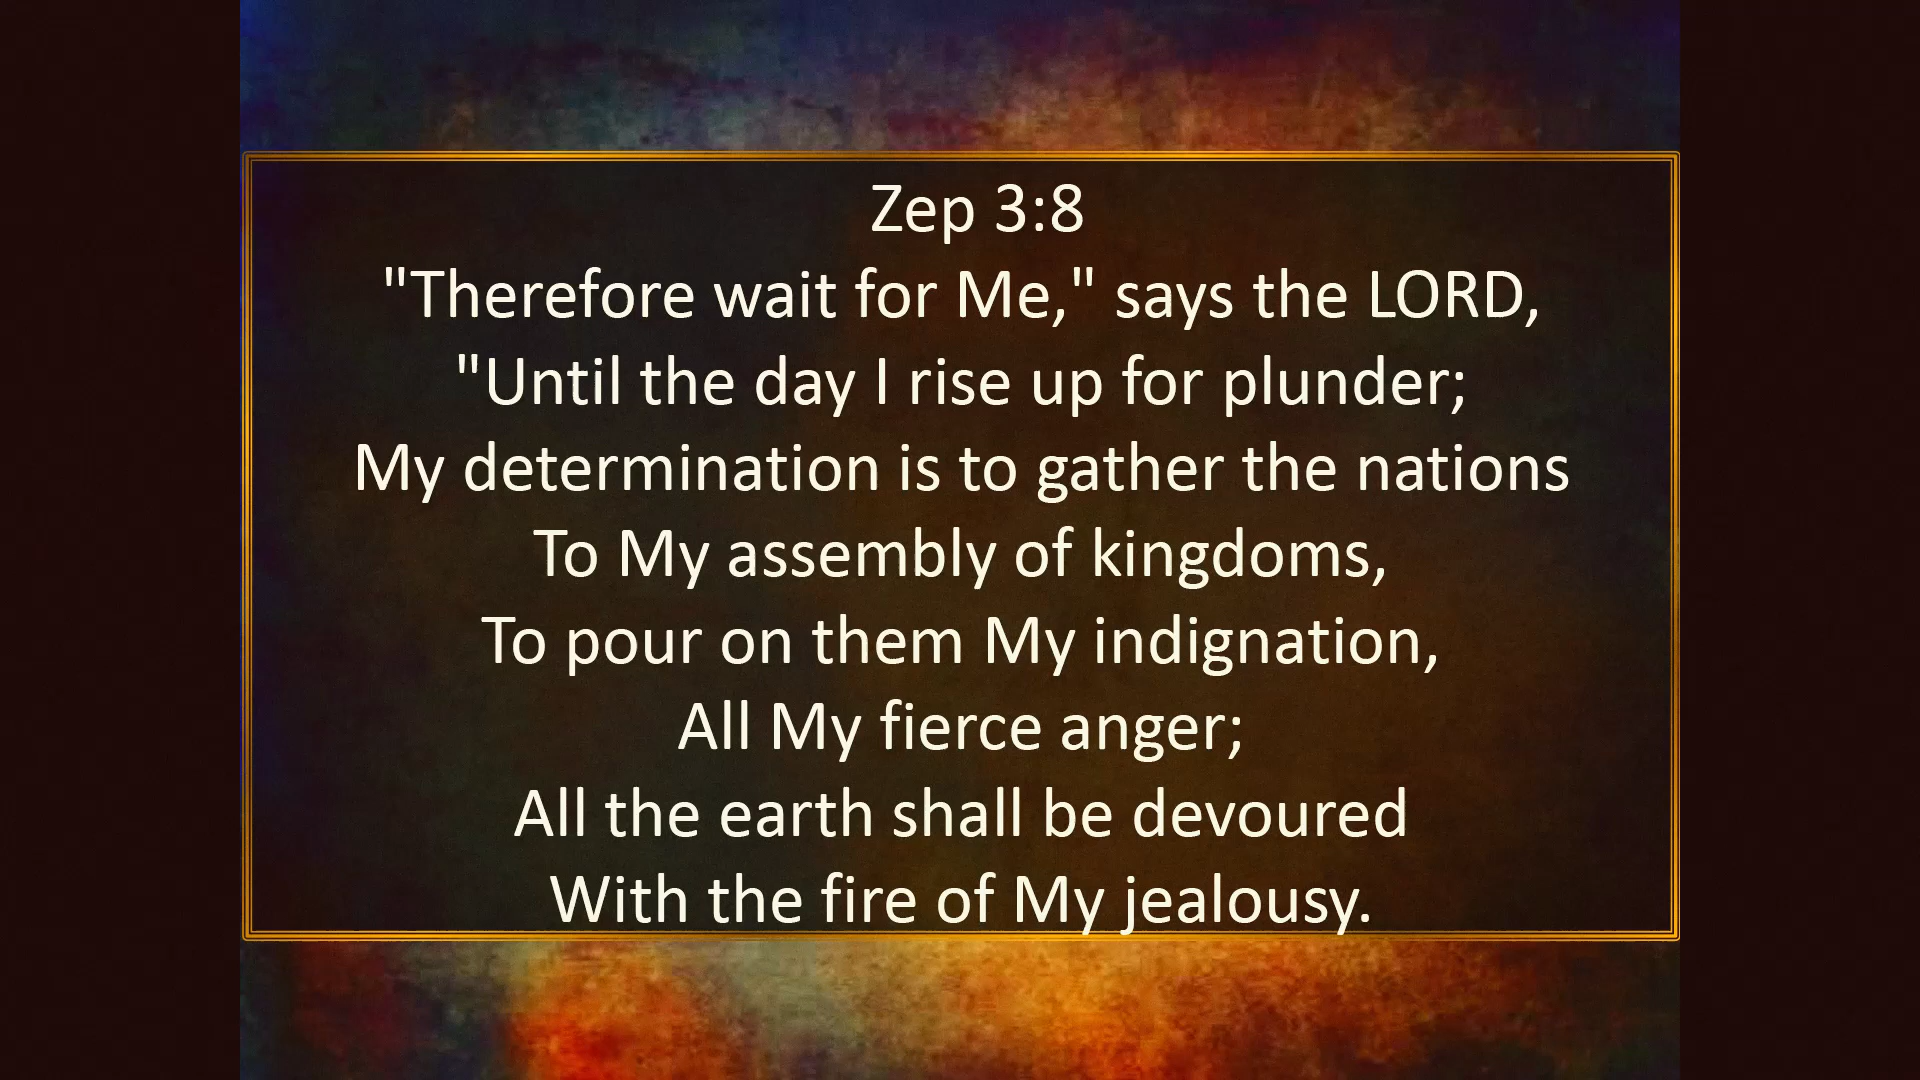 Zep 3:8
"Therefore wait for Me," says the LORD,
"Until the day I rise up for plunder;
My determination is to gather the nations
To My assembly of kingdoms,
To pour on them My indignation,
All My fierce anger;
All the earth shall be devoured
With the fire of My jealousy.